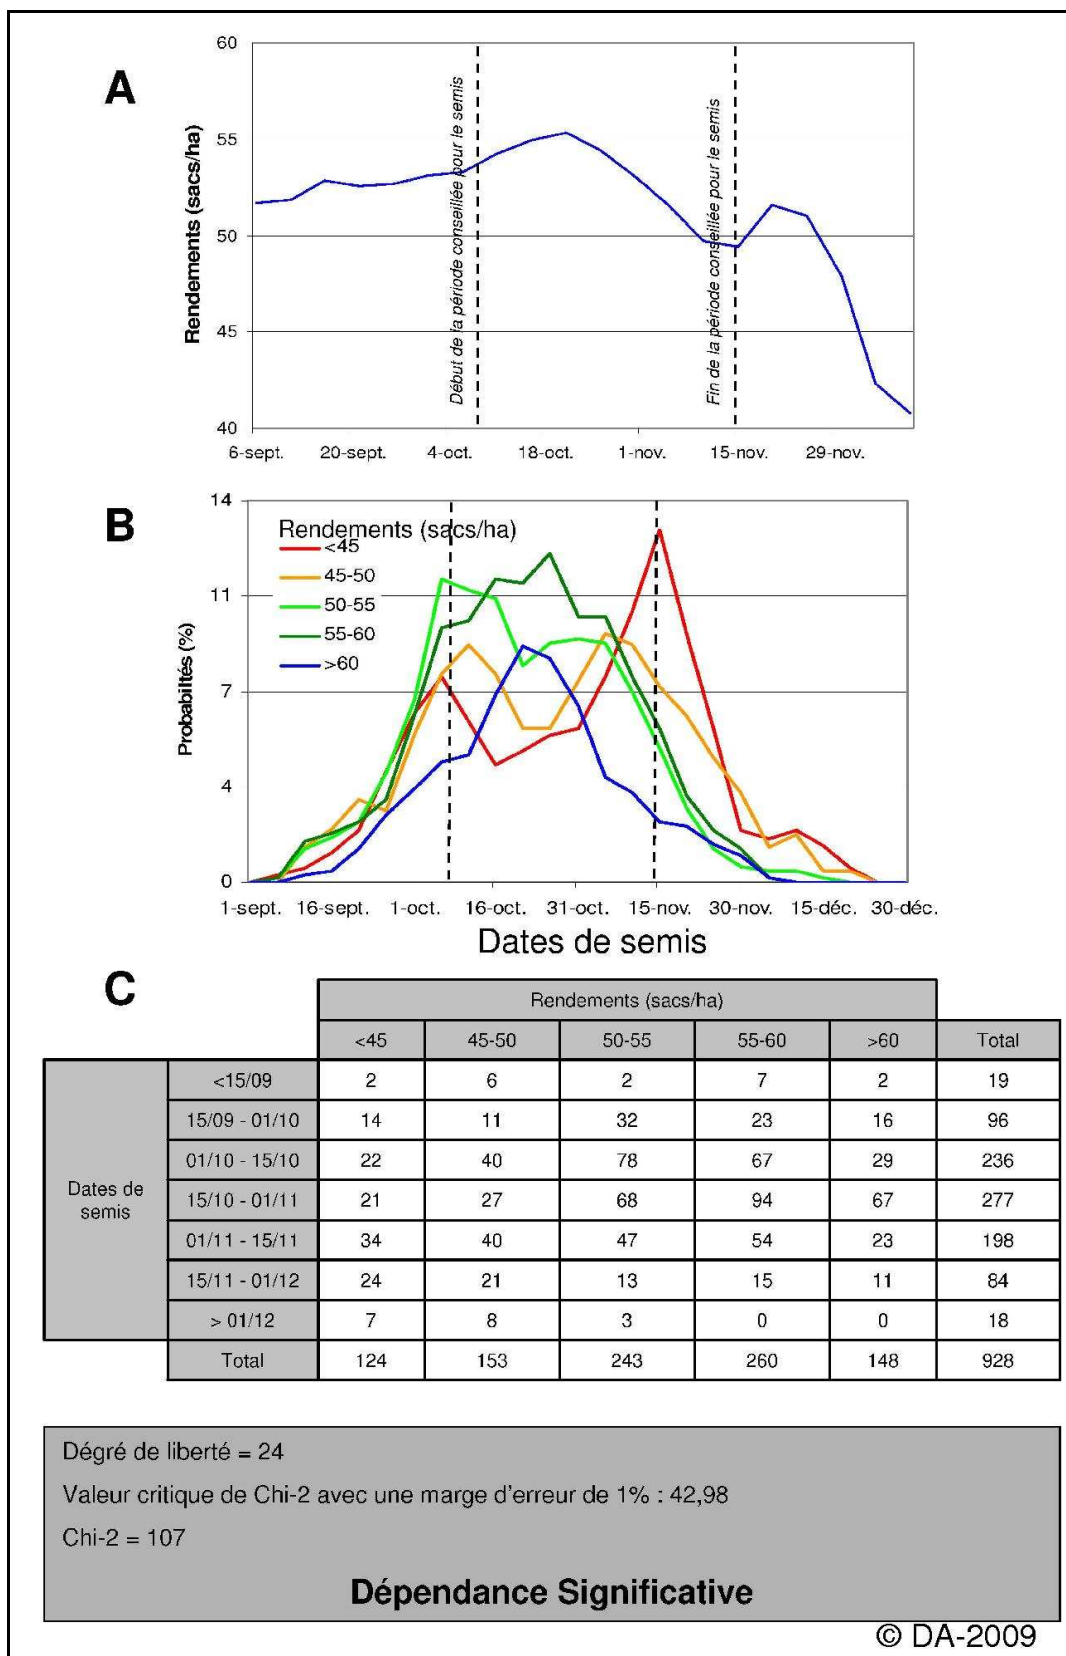 A
60
55
50
45
40
Rendements (sacs/ha)
Début de la période conseillée pour le semis
Fin de la période conseillée pour le semis
6-sept. 20-sept. 4-oct. 18-oct. 1-nov. 15-nov. 29-nov.
B
14
11
7
4
0
Probabiltés (%)
Rendements (sacs/ha)
<45
45-50
50-55
55-60
>60
1-sept. 16-sept. 1-oct. 16-oct. 31-oct. 15-nov. 30-nov. 15-déc. 30-déc.
Dates de semis
C
Rendements (sacs/ha)
<45 45-50 50-55 55-60 >60 Total
Dates de semis
<15/09 2 6 2 7 2 19
15/09 - 01/10 14 11 32 23 16 96
01/10 - 15/10 22 40 78 67 29 236
15/10 - 01/11 21 27 68 94 67 277
01/11 - 15/11 34 40 47 54 23 198
15/11 - 01/12 24 21 13 15 11 84
> 01/12 7 8 3 0 0 18
Total 124 153 243 260 148 928
Dégré de liberté = 24
Valeur critique de Chi-2 avec une marge d'erreur de 1% : 42,98
Chi-2 = 107
Dépendance Significative
© DA-2009